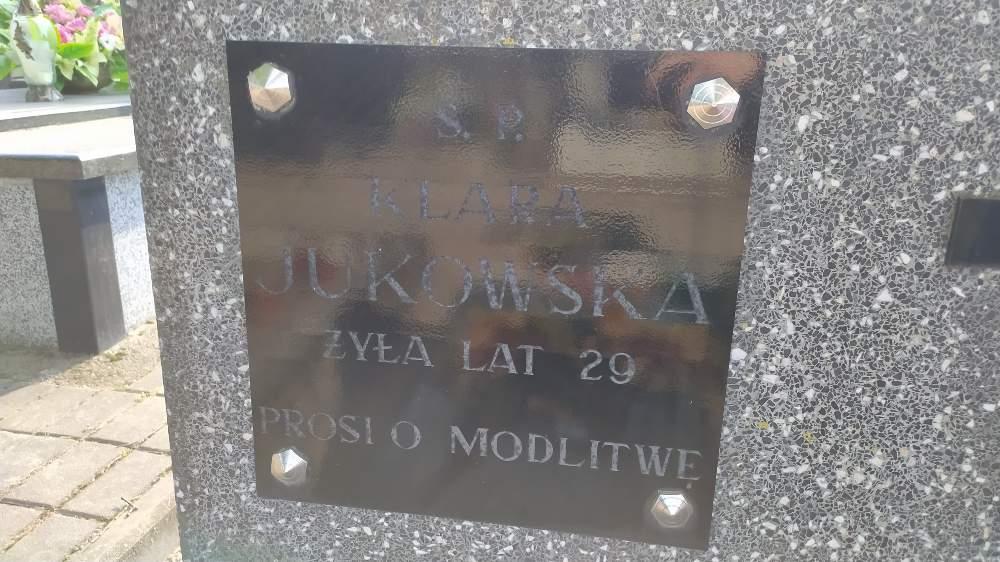 Ś. P.
KLARA
JUKOWSKA
ŻYŁA LAT 29
PROSI O MODLITWĘ